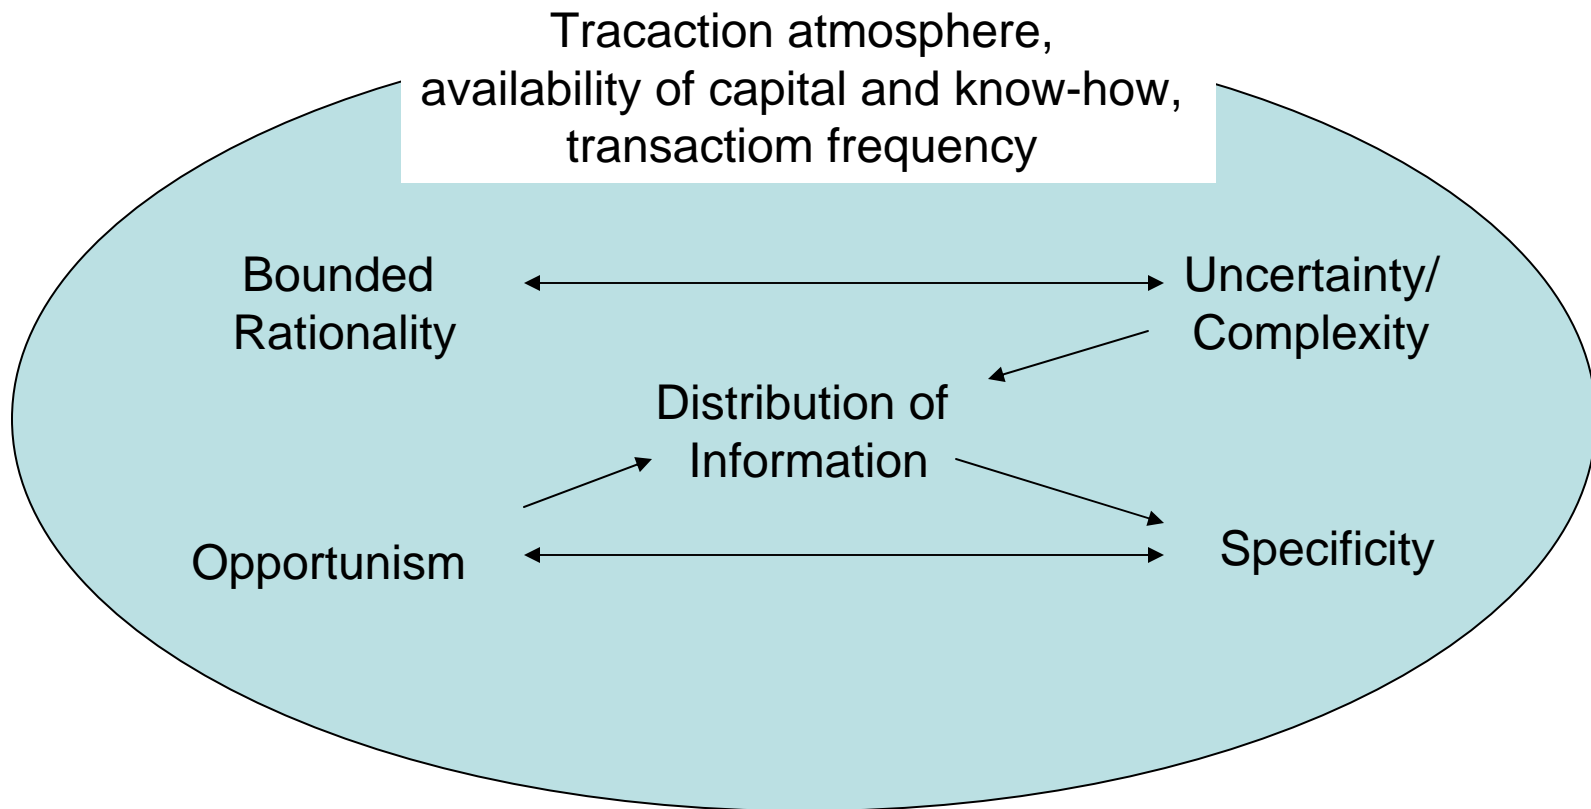 Tracaction atmosphere,
availability of capital and know-how,
transactiom frequency
Bounded
Rationality
Uncertainty/
Complexity
Distribution of
Information
Opportunism
Specificity